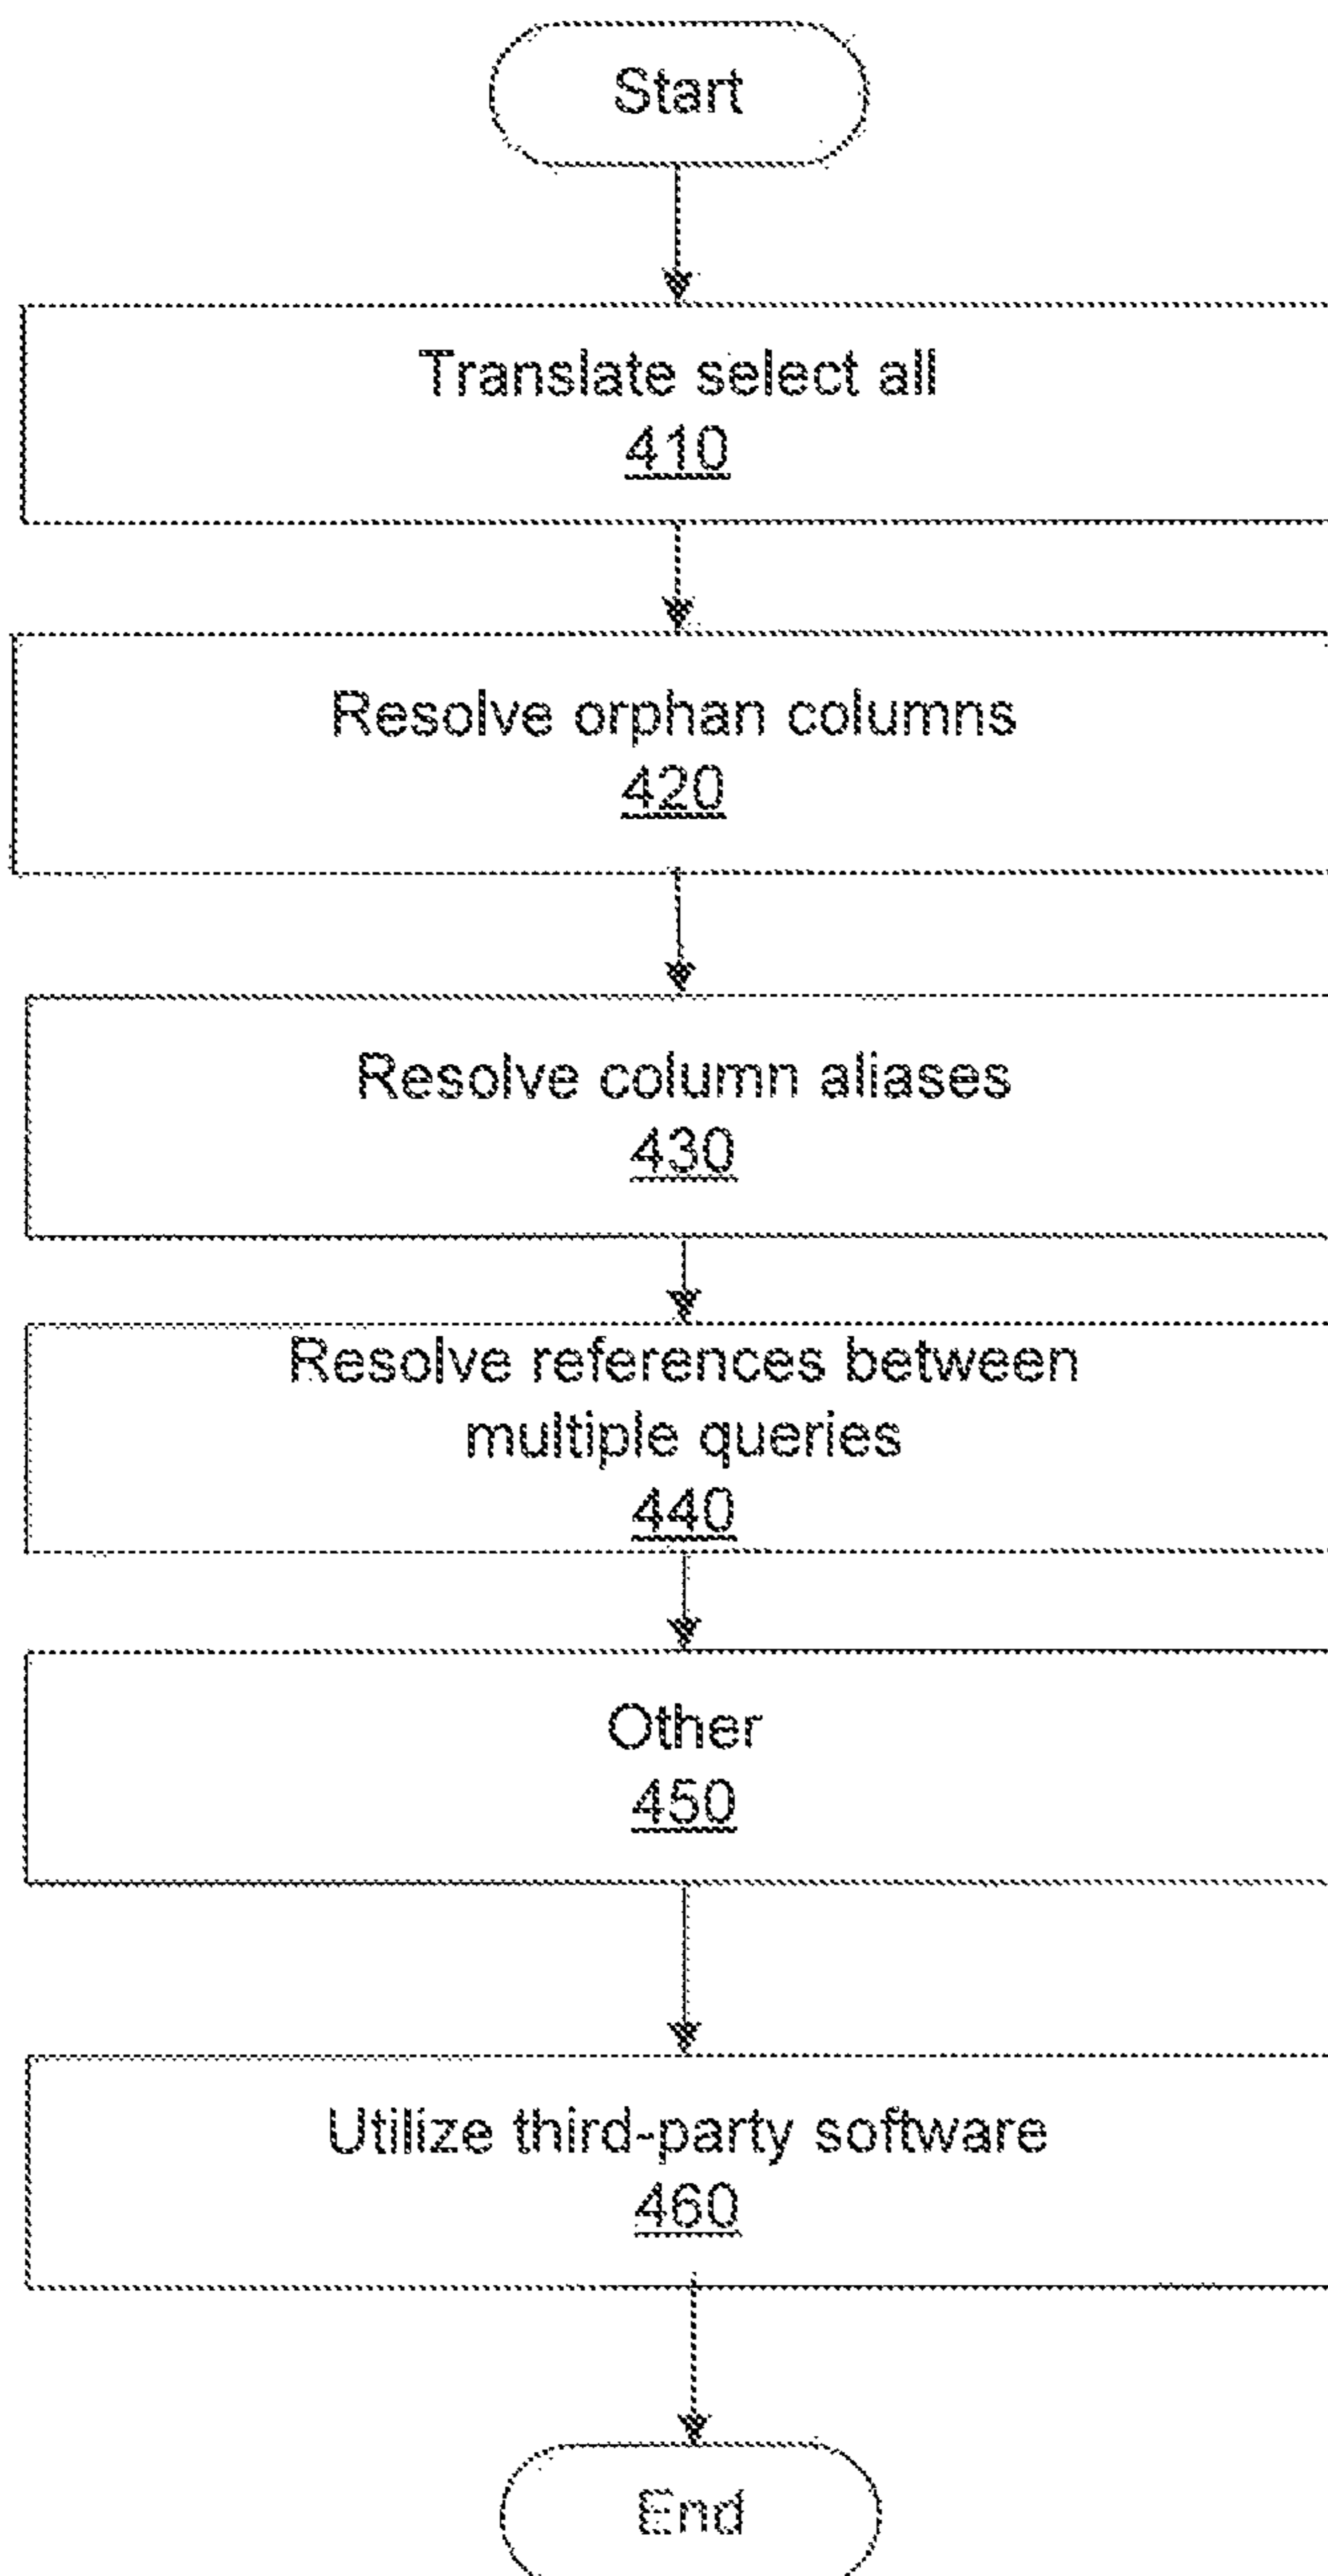 Start
Translate select all
410
Resolve orphan columns
420
Resolve column aliases
430
Resolve references between
multiple queries
440
Other
450
Utilize third-party software
460
End